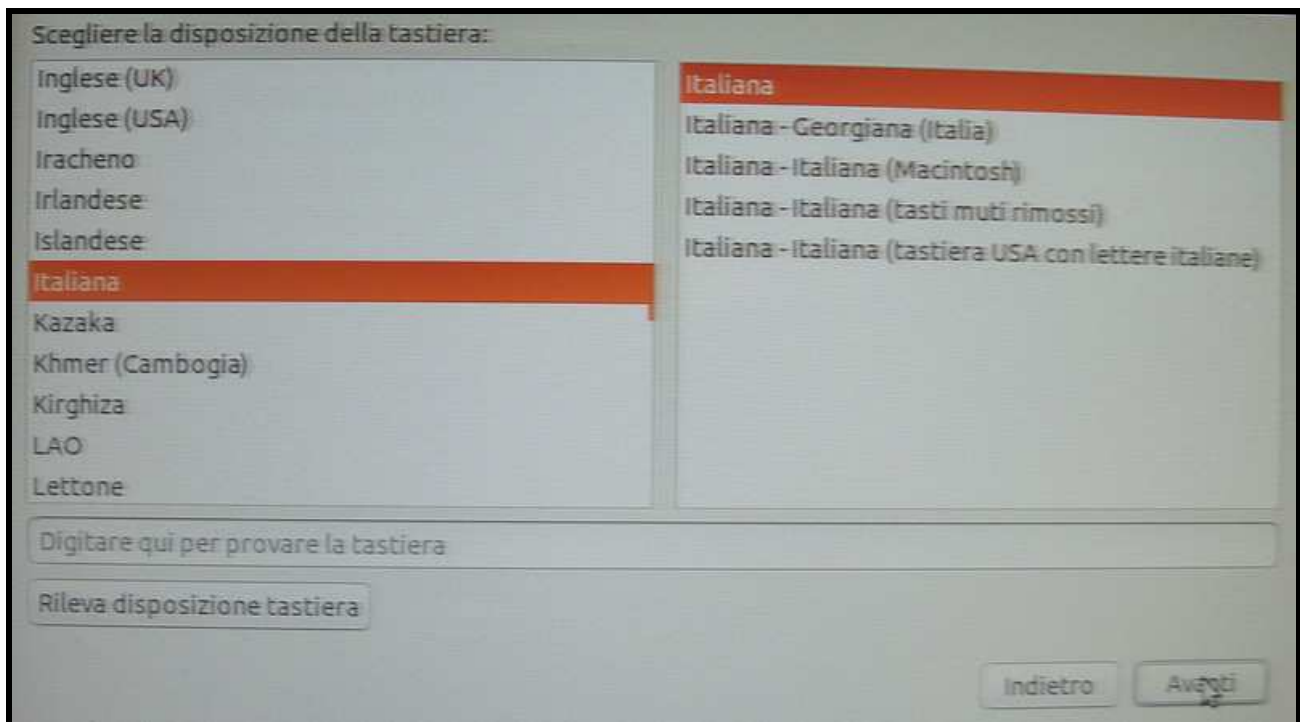 Scegliere la disposizione della tastiera:
Inglese (UK)
Inglese (USA)
Iracheno
Irlandese
Islandese
Italiana
Kazaka
Khmer (Cambogia)
Kirghiza
LAO
Lettone
Italiana
Italiana - Georgiana (Italia)
Italiana - Italiana (Macintosh)
Italiana - Italiana (tasti muti rimossi)
Italiana - Italiana (tastiera USA con lettere italiane)
Digitare qui per provare la tastiera
Rileva disposizione tastiera
Indietro
Avanti